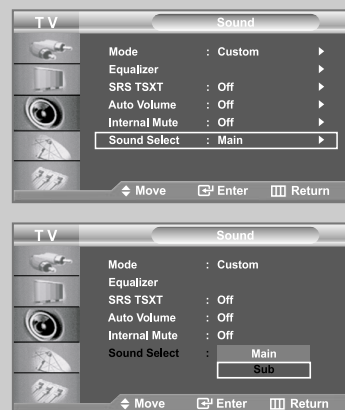 TV Sound
Mode : Custom
Equalizer
SRS TSXT : Off
Auto Volume : Off
Internal Mute : Off
Sound Select : Main
Move Enter Return
TV Sound
Mode : Custom
Equalizer
SRS TSXT : Off
Auto Volume : Off
Internal Mute : Off
Sound Select : Main
Sub
Move Enter Return